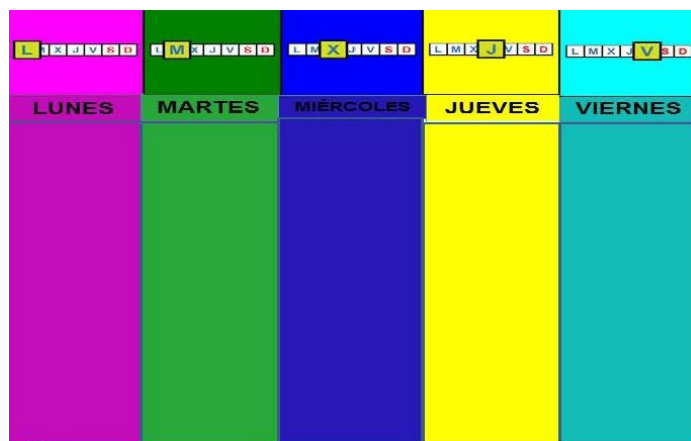 L M X J V S D
L M X J V S D
L M X J V S D
L M X J V S D
L M X J V S D
LUNES
MARTES
MIÉRCOLES
JUEVES
VIERNES